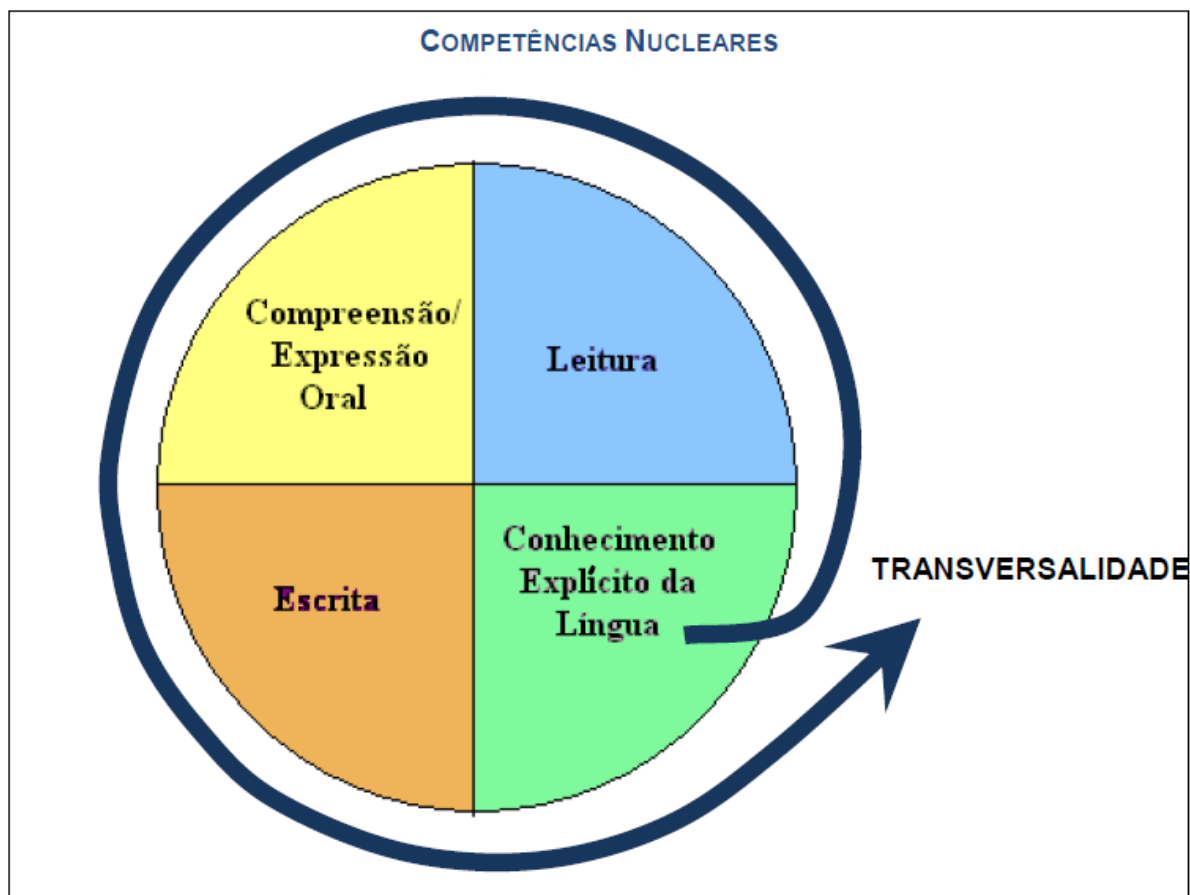 COMPETÊNCIAS NUCLEARES
Compreensão/
Expressão
Oral
Leitura
Escrita
Conhecimento
Explícito da
Língua
TRANSVERSALIDADE